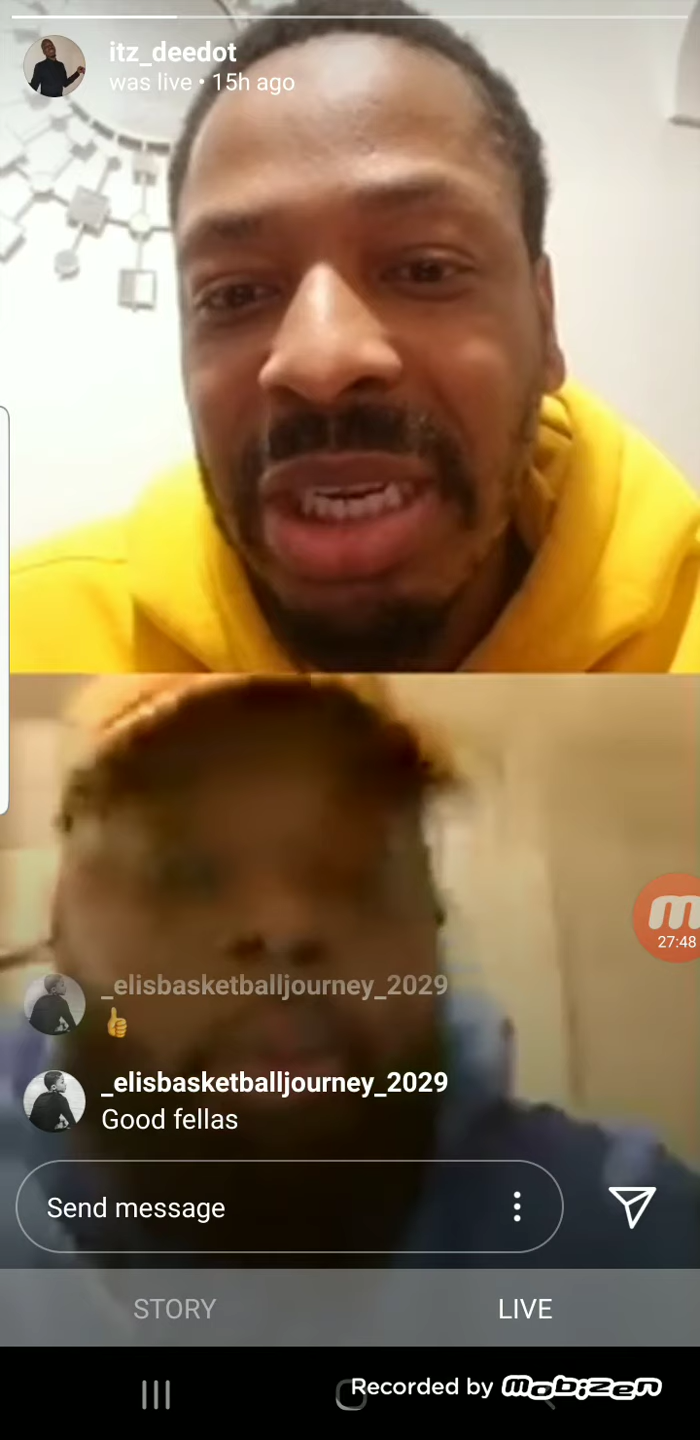 itz_deedot
was live • 15h ago
27:48
_elisbasketballjourney_2029
👍
_elisbasketballjourney_2029
Good fellas
Send message
STORY LIVE
Recorded by mobizen